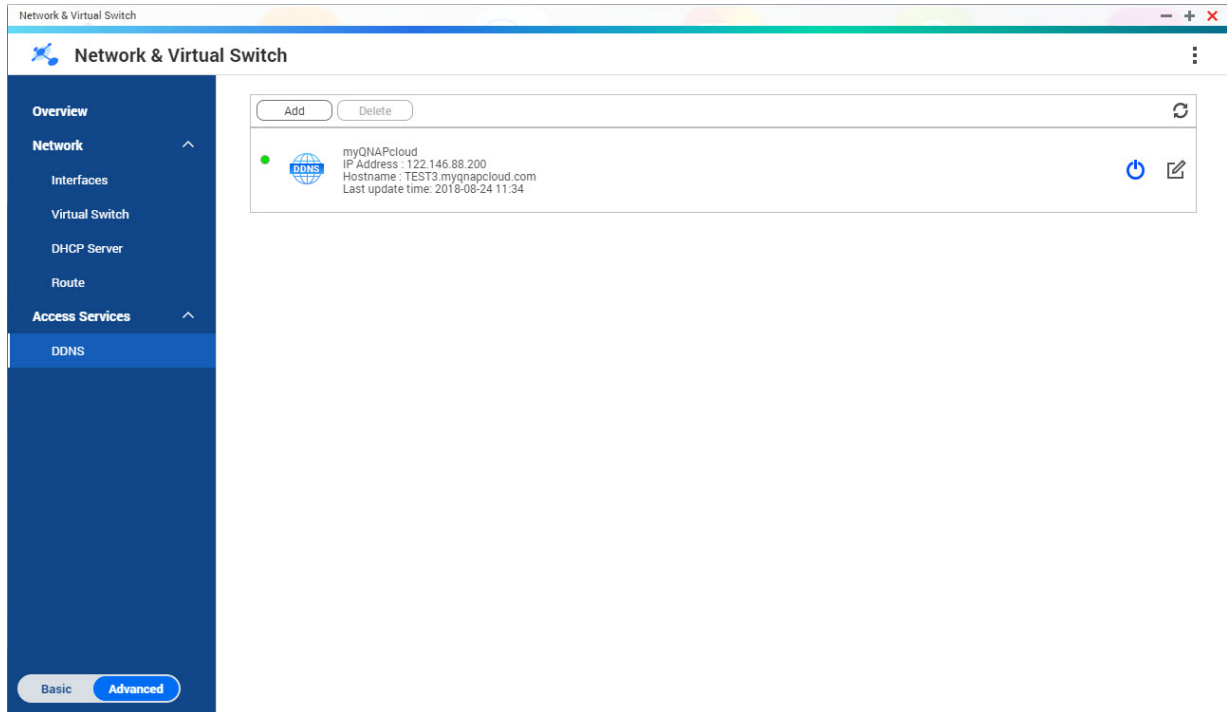 Network & Virtual Switch
Network & Virtual Switch
Overview
Network
Interfaces
Virtual Switch
DHCP Server
Route
Access Services
DDNS
Basic Advanced
Add Delete
DDNS
myQNAPcloud
IP Address : 122.146.88.200
Hostname : TEST3.myqnapcloud.com
Last update time: 2018-08-24 11:34